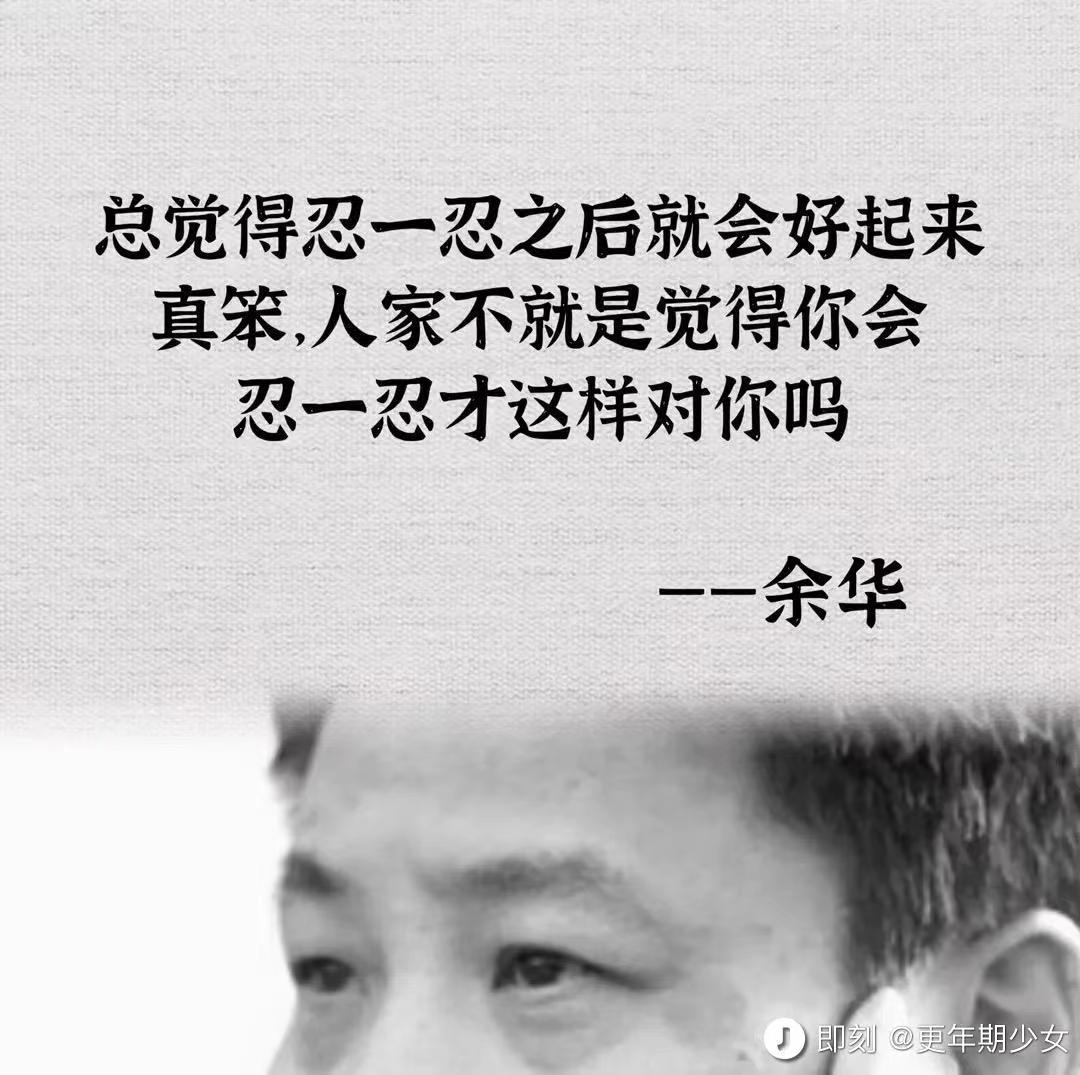 总觉得忍一忍之后就会好起来
真笨,人家不就是觉得你会
忍一忍才这样对你吗
——余华
即刻 @更年期少女